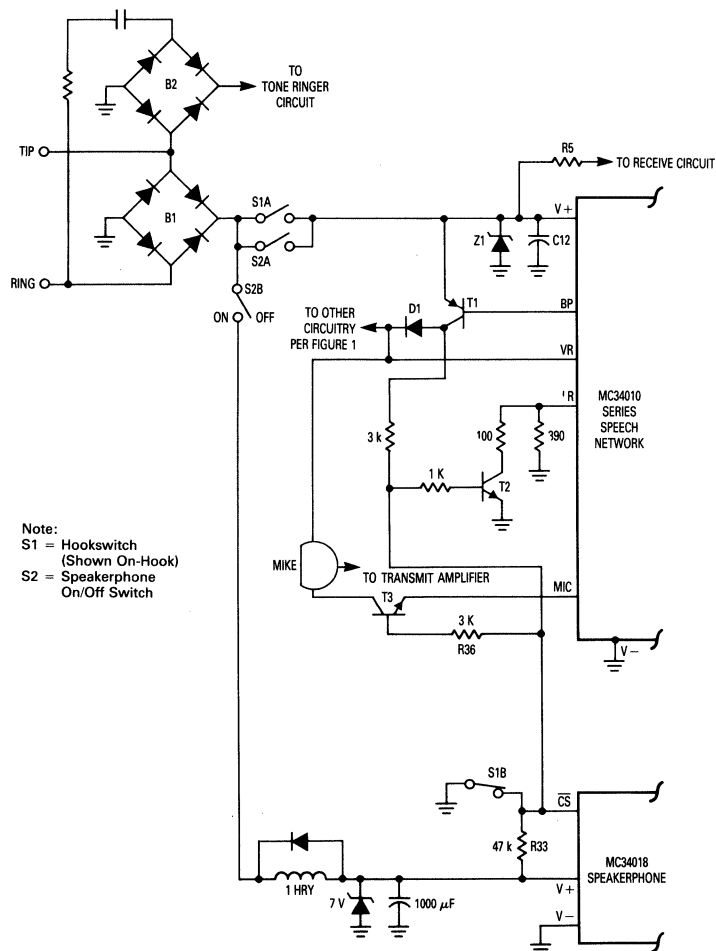 B2
TO
TONE RINGER
CIRCUIT
TIP
R5
TO RECEIVE CIRCUIT
S1A
V+
B1
Z1
C12
S2A
RING
S2B
ON
OFF
TO OTHER
CIRCUITRY
PER FIGURE 1
D1
T1
BP
VR
MC34010
SERIES
SPEECH
NETWORK
3 k
100
390
1 K
T2
Note:
S1 = Hookswitch
(Shown On-Hook)
S2 = Speakerphone
On/Off Switch
MIKE
TO TRANSMIT AMPLIFIER
T3
MIC
3 K
R36
V−
S1B
CS
47 k
R33
MC34018
SPEAKERPHONE
1 HRY
7 V
1000 µF
V+
V−